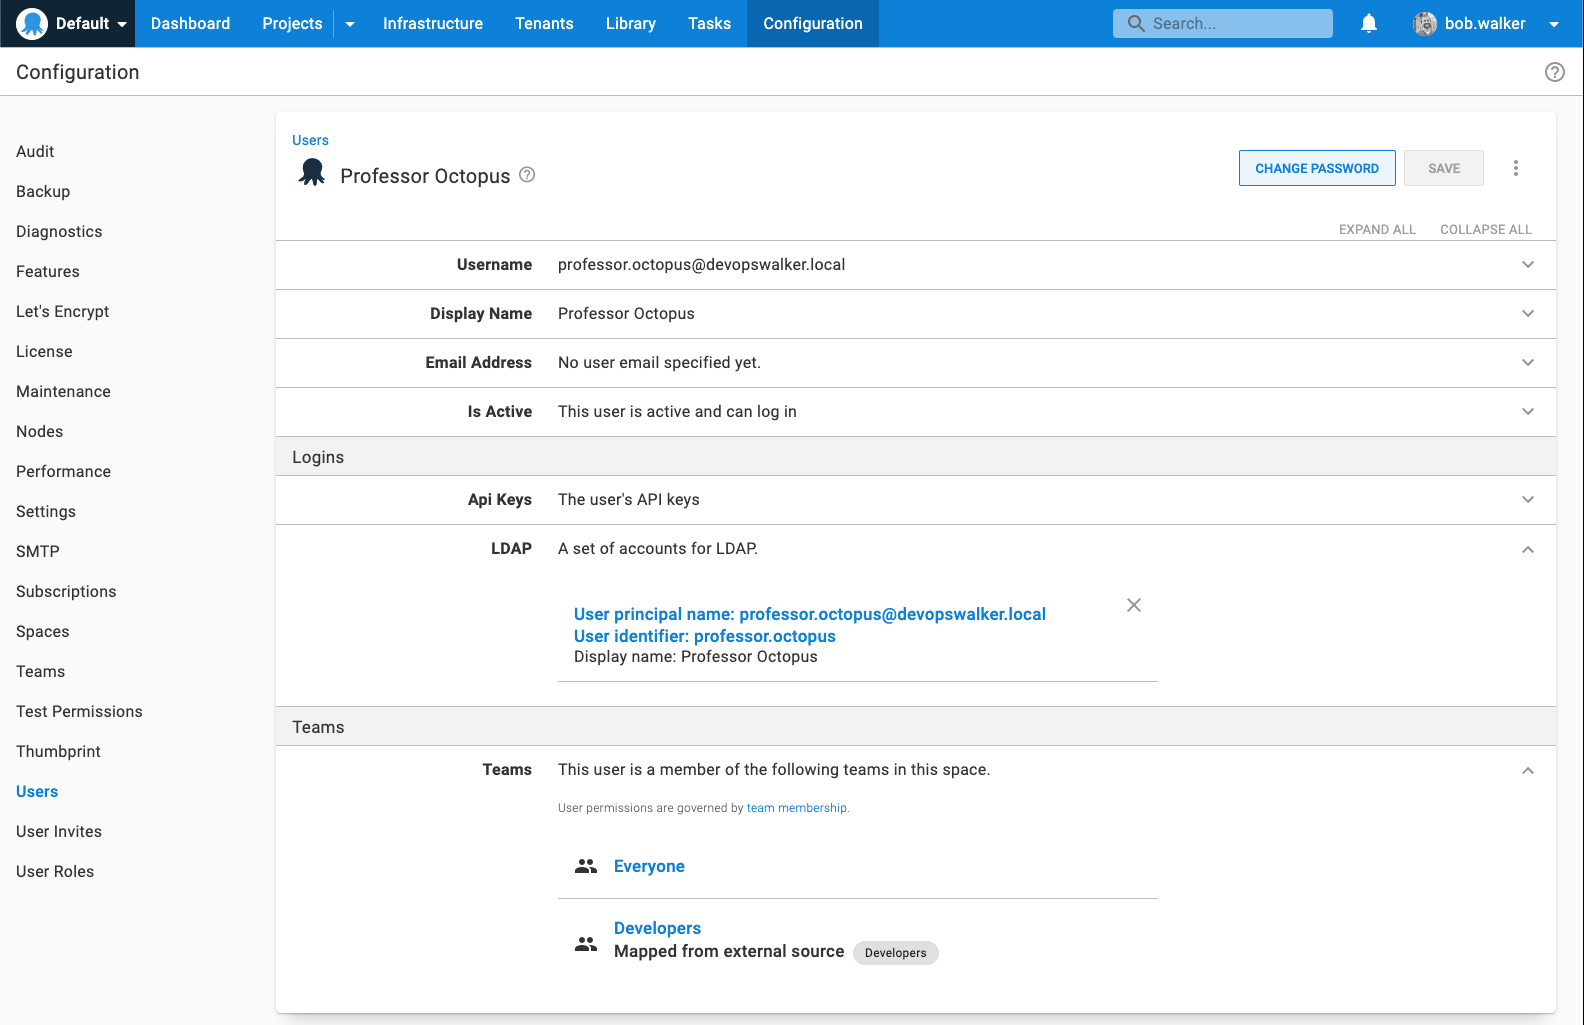 Default
Dashboard
Projects
Infrastructure
Tenants
Library
Tasks
Configuration
Search...
bob.walker
Configuration
Audit
Backup
Diagnostics
Features
Let's Encrypt
License
Maintenance
Nodes
Performance
Settings
SMTP
Subscriptions
Spaces
Teams
Test Permissions
Thumbprint
Users
User Invites
User Roles
Users
Professor Octopus
CHANGE PASSWORD
SAVE
EXPAND ALL
COLLAPSE ALL
Username professor.octopus@devopswalker.local
Display Name Professor Octopus
Email Address No user email specified yet.
Is Active This user is active and can log in
Logins
Api Keys The user's API keys
LDAP A set of accounts for LDAP.
User principal name: professor.octopus@devopswalker.local
User identifier: professor.octopus
Display name: Professor Octopus
Teams
Teams This user is a member of the following teams in this space.
User permissions are governed by team membership.
Everyone
Developers
Mapped from external source Developers